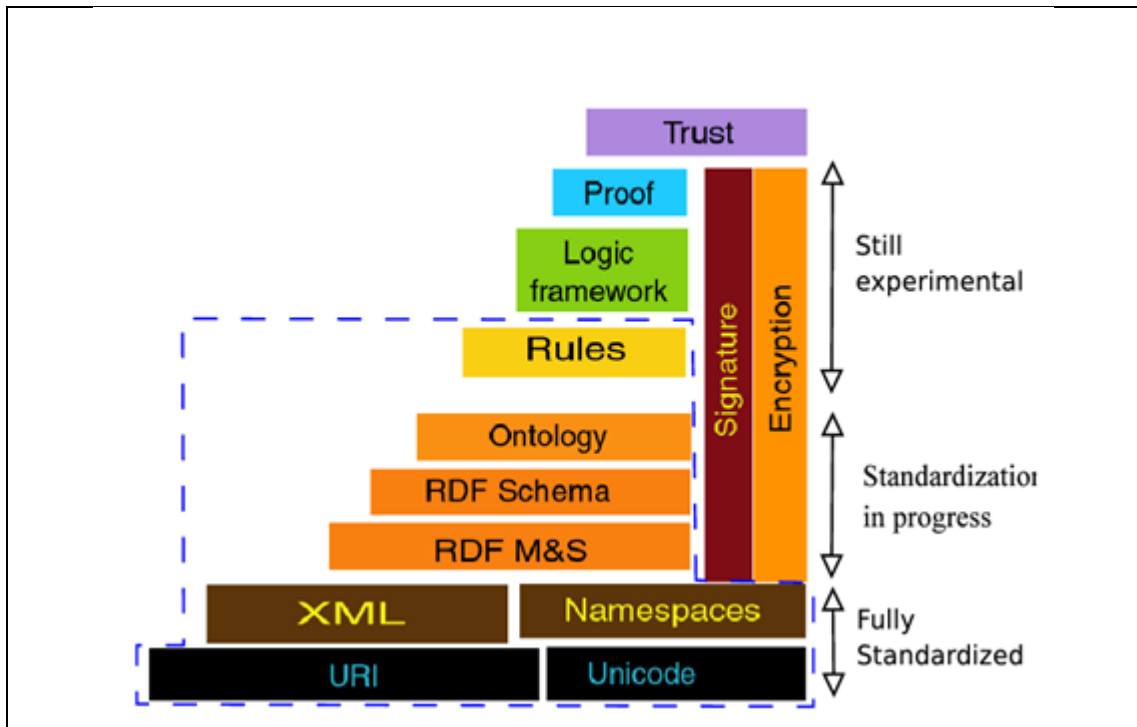 Trust
Proof
Logic
framework
Rules
Ontology
RDF Schema
RDF M&S
XML
Namespaces
URI
Unicode
Signature
Encryption
Still
experimental
Standardization
in progress
Fully
Standardized